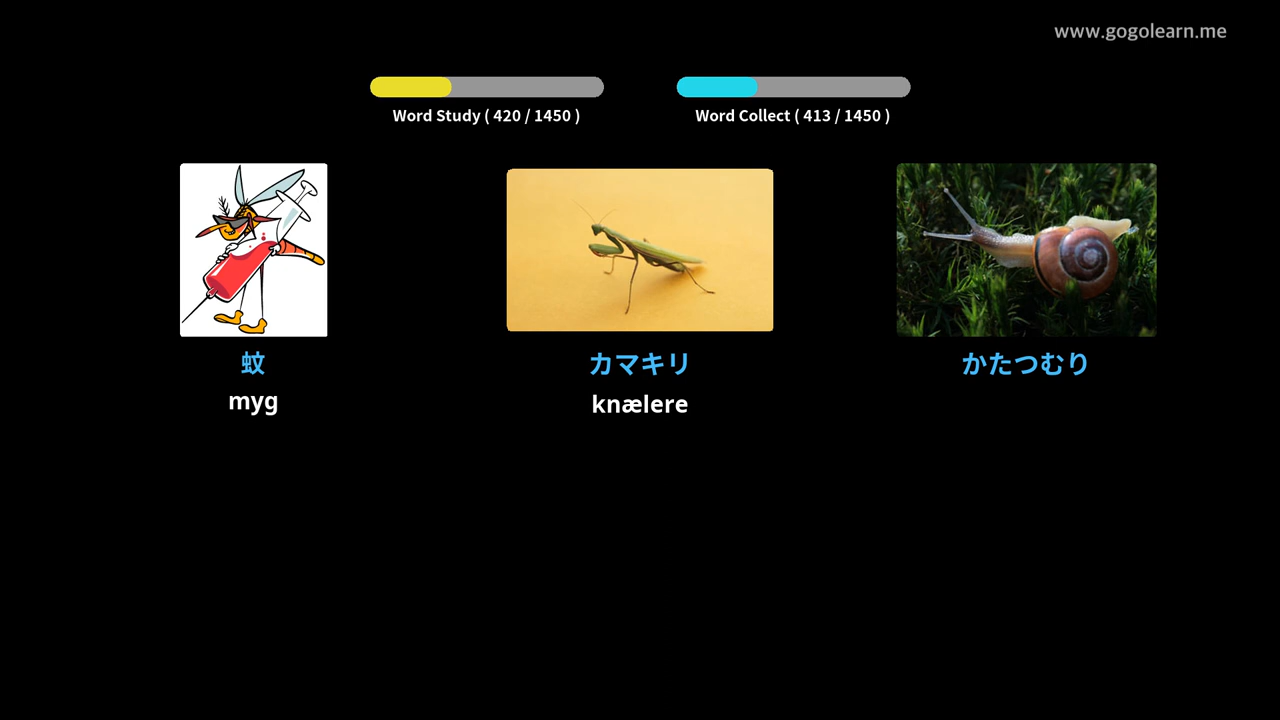 www.gogolearn.me
Word Study ( 420 / 1450 )
Word Collect ( 413 / 1450 )
蚊
myg
カマキリ
knælere
かたつむり